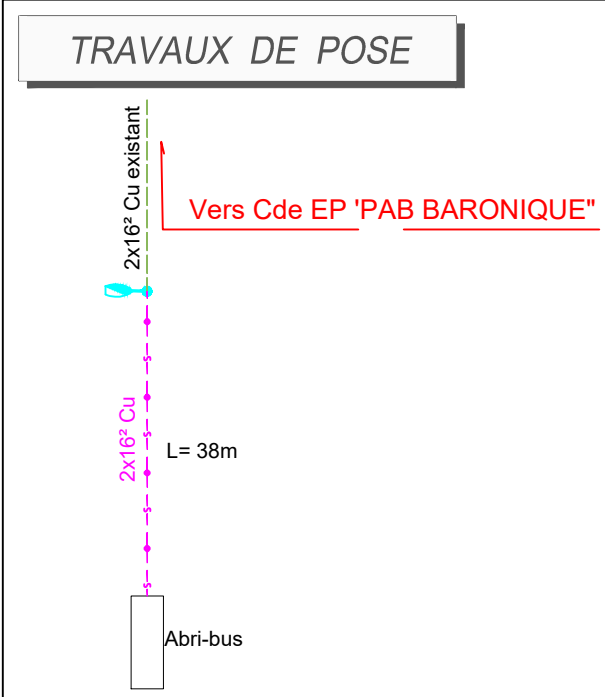 TRAVAUX DE POSE
2x16² Cu existant
Vers Cde EP 'PAB BARONIQUE"
2x16² Cu
L= 38m
Abri-bus